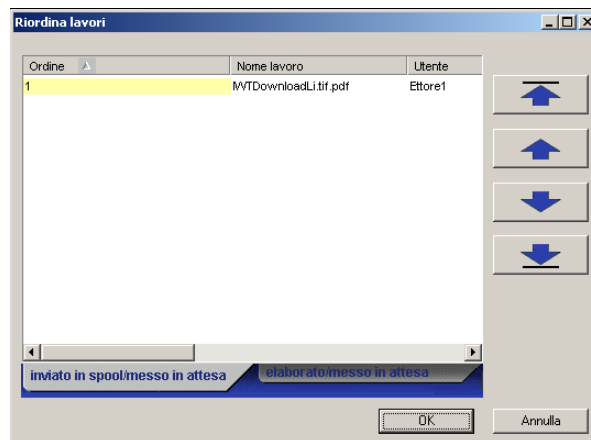 Riordina lavori
Ordine Nome lavoro Utente
1 IWTDownloadLi.tif.pdf Ettore1
inviato in spool/messo in attesa elaborato/messo in attesa
OK Annulla